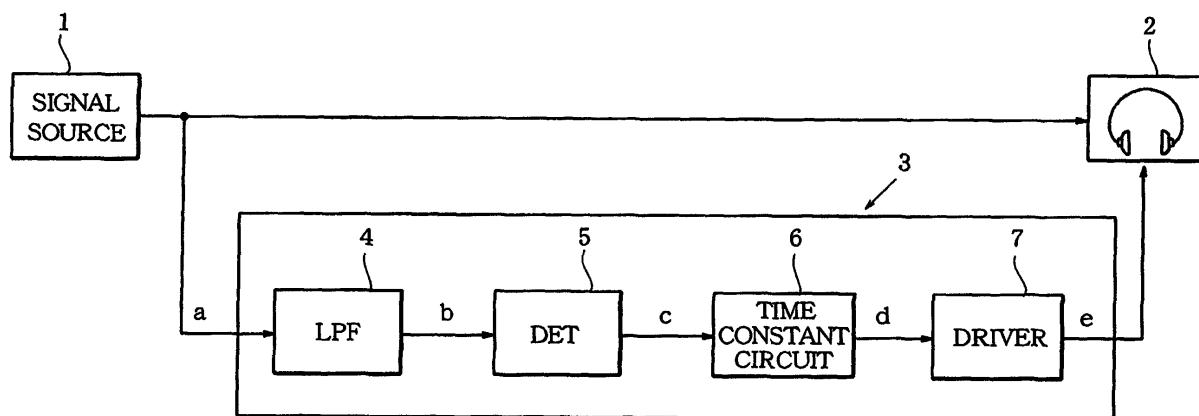 1
2
SIGNAL
SOURCE
3
4
5
6
7
a
LPF
b
DET
c
TIME
CONSTANT
CIRCUIT
d
DRIVER
e